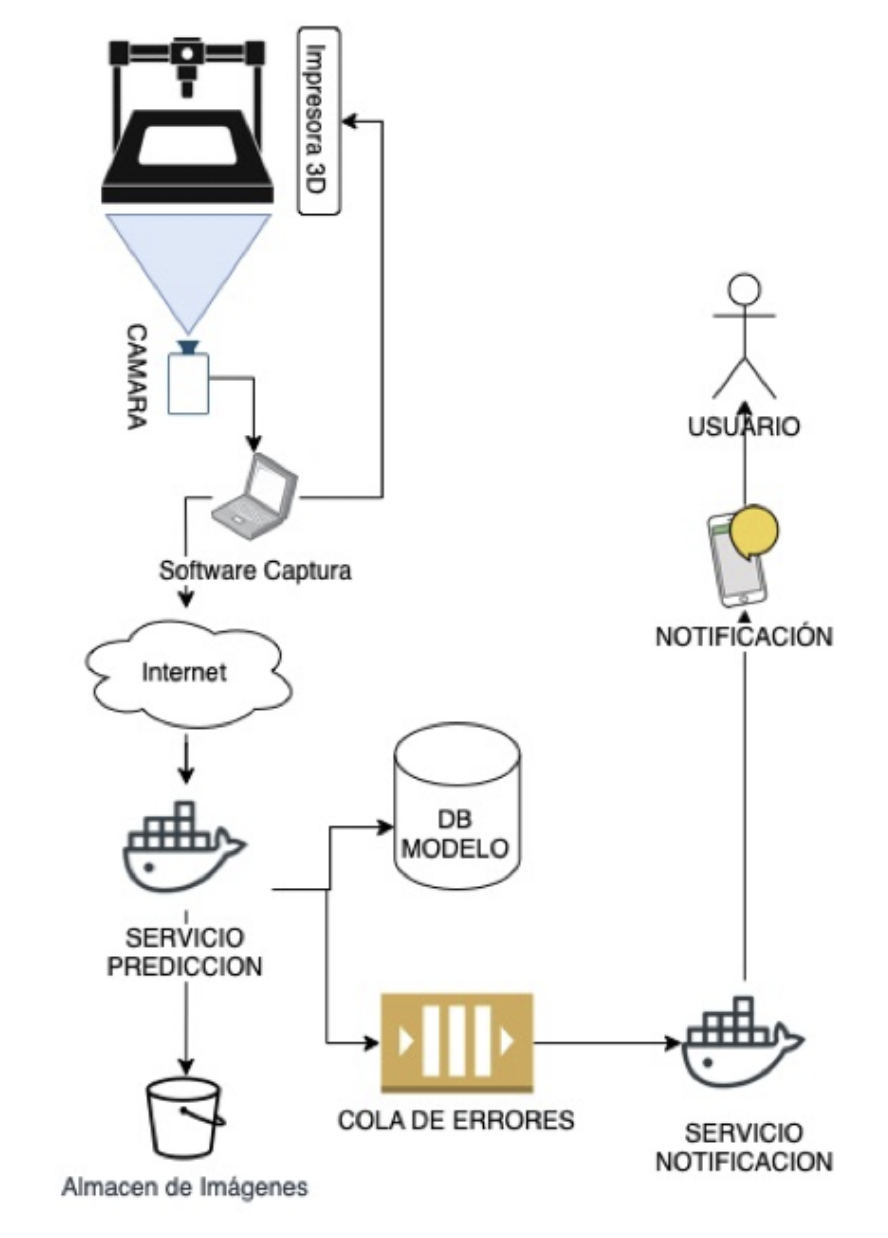 Impresora 3D
CAMARA
Software Captura
Internet
USUARIO
NOTIFICACIÓN
DB
MODELO
SERVICIO
PREDICCION
COLA DE ERRORES
SERVICIO
NOTIFICACION
Almacen de Imágenes